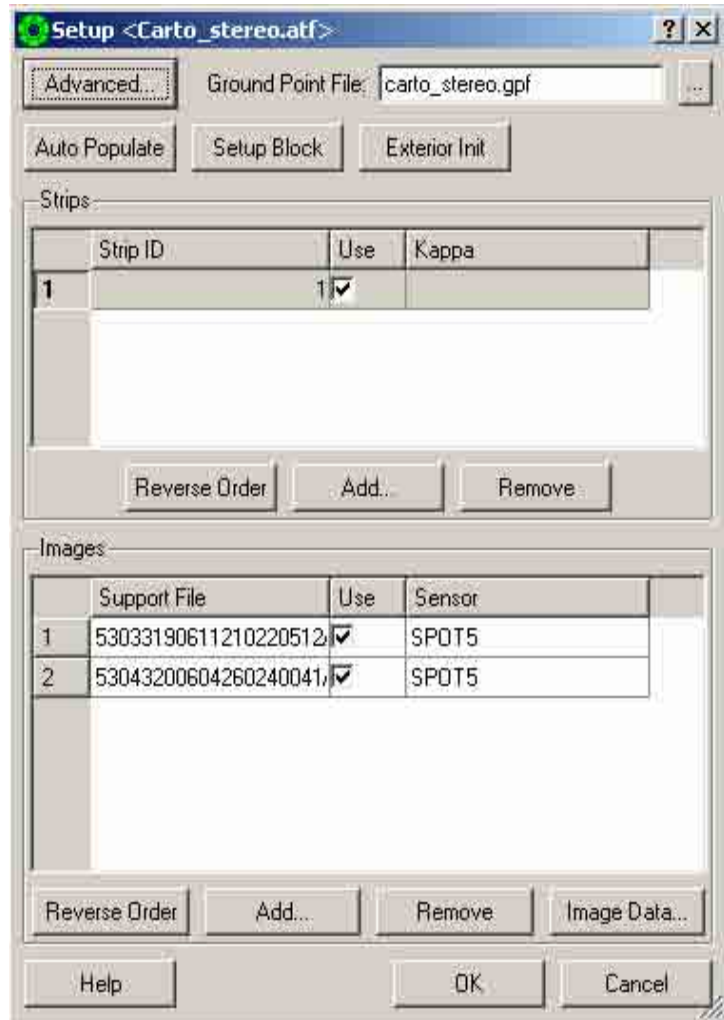 Setup <Carto_stereo.atf>
Advanced... Ground Point File: carto_stereo.gpf ...
Auto Populate Setup Block Exterior Init
Strips
Strip ID Use Kappa
1 1
Reverse Order Add.. Remove
Images
Support File Use Sensor
1 53033190611210220512 SPOT5
2 53043200604260240041 SPOT5
Reverse Order Add... Remove Image Data...
Help OK Cancel